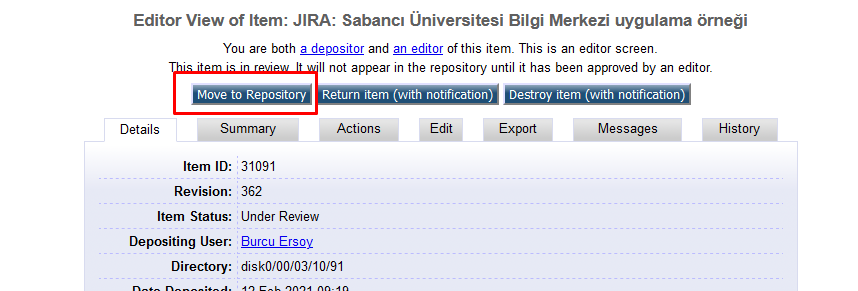 Editor View of Item: JIRA: Sabancı Üniversitesi Bilgi Merkezi uygulama örneği
You are both a depositor and an editor of this item. This is an editor screen.
This item is in review. It will not appear in the repository until it has been approved by an editor.
Move to Repository Return item (with notification) Destroy item (with notification)
Details Summary Actions Edit Export Messages History
Item ID: 31091
Revision: 362
Item Status: Under Review
Depositing User: Burcu Ersoy
Directory: disk0/00/03/10/91
Date Deposited: 12 Feb 2021 09:19